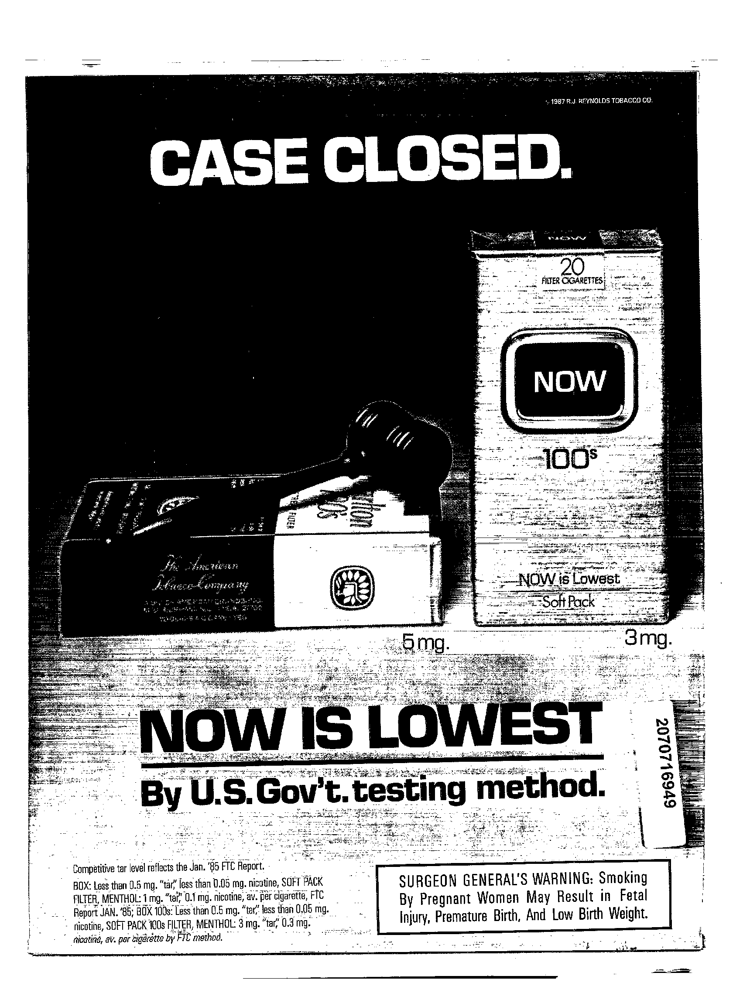 © 1987 R.J. REYNOLDS TOBACCO CO.
CASE CLOSED.
NOW
20
FILTER CIGARETTES
NOW
100s
The American
Tobacco Company
NOW is Lowest
Soft Pack
5 mg.
3 mg.
NOW IS LOWEST
By U.S. Gov't. testing method.
2070716949
Competitive tar level reflects the Jan. '85 FTC Report.
BOX: Less than 0.5 mg. "tar," less than 0.05 mg. nicotine, SOFT PACK
FILTER, MENTHOL: 1 mg. "tar," 0.1 mg. nicotine, av. per cigarette, FTC
Report JAN. '85; BOX 100s: Less than 0.5 mg. "tar," less than 0.05 mg.
nicotine, SOFT PACK 100s FILTER, MENTHOL: 3 mg. "tar," 0.3 mg.
nicotine, av. per cigarette by FTC method.
SURGEON GENERAL'S WARNING: Smoking
By Pregnant Women May Result in Fetal
Injury, Premature Birth, And Low Birth Weight.